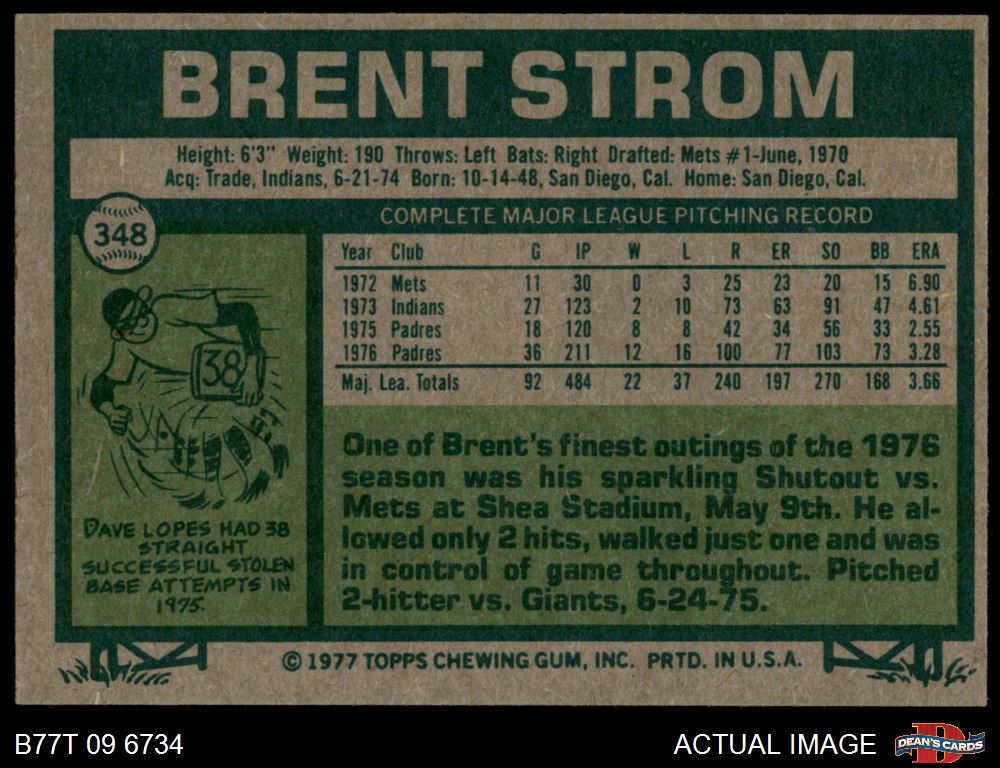 BRENT STROM
Height: 6'3" Weight: 190 Throws: Left Bats: Right Drafted: Mets #1-June, 1970
Acq: Trade, Indians, 6-21-74 Born: 10-14-48, San Diego, Cal. Home: San Diego, Cal.
348
COMPLETE MAJOR LEAGUE PITCHING RECORD
Year Club G IP W L R ER SO BB ERA
1972 Mets 11 30 0 3 25 23 20 15 6.90
1973 Indians 27 123 2 10 73 63 91 47 4.61
1975 Padres 18 120 8 8 42 34 56 33 2.55
1976 Padres 36 211 12 16 100 77 103 73 3.28
Maj. Lea. Totals 92 484 22 37 240 197 270 168 3.66
38
DAVE LOPES HAD 38
STRAIGHT
SUCCESSFUL STOLEN
BASE ATTEMPTS IN
1975.
One of Brent's finest outings of the 1976
season was his sparkling Shutout vs.
Mets at Shea Stadium, May 9th. He al-
lowed only 2 hits, walked just one and was
in control of game throughout. Pitched
2-hitter vs. Giants, 6-24-75.
© 1977 TOPPS CHEWING GUM, INC. PRTD. IN U.S.A.
B77T 09 6734
ACTUAL IMAGE
D
DEAN'S CARDS